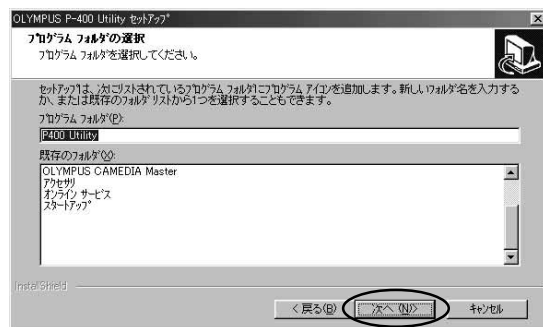 OLYMPUS P-400 Utility セットアップ
プログラム フォルダの選択
プログラム フォルダを選択してください。
セットアップは、次にリストされているプログラム フォルダにプログラム アイコンを追加します。新しいフォルダ名を入力する
か、または既存のフォルダ リストから1つを選択することもできます。
プログラム フォルダ(P):
P400 Utility
既存のフォルダ(X):
OLYMPUS CAMEDIA Master
アクセサリ
オンライン サービス
スタートアップ
InstallShield
< 戻る(B)
次へ (N)>
キャンセル